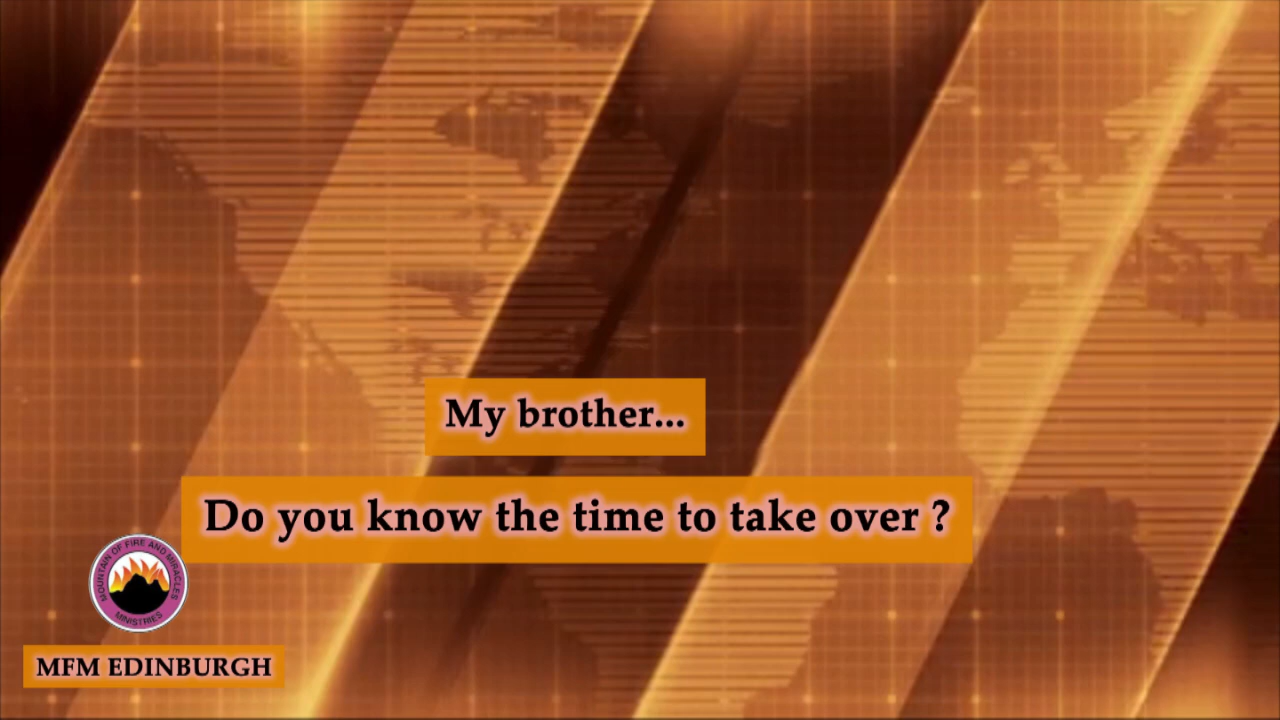 My brother...
Do you know the time to take over ?
MOUNTAIN OF FIRE AND MIRACLES
MINISTRIES
MFM EDINBURGH